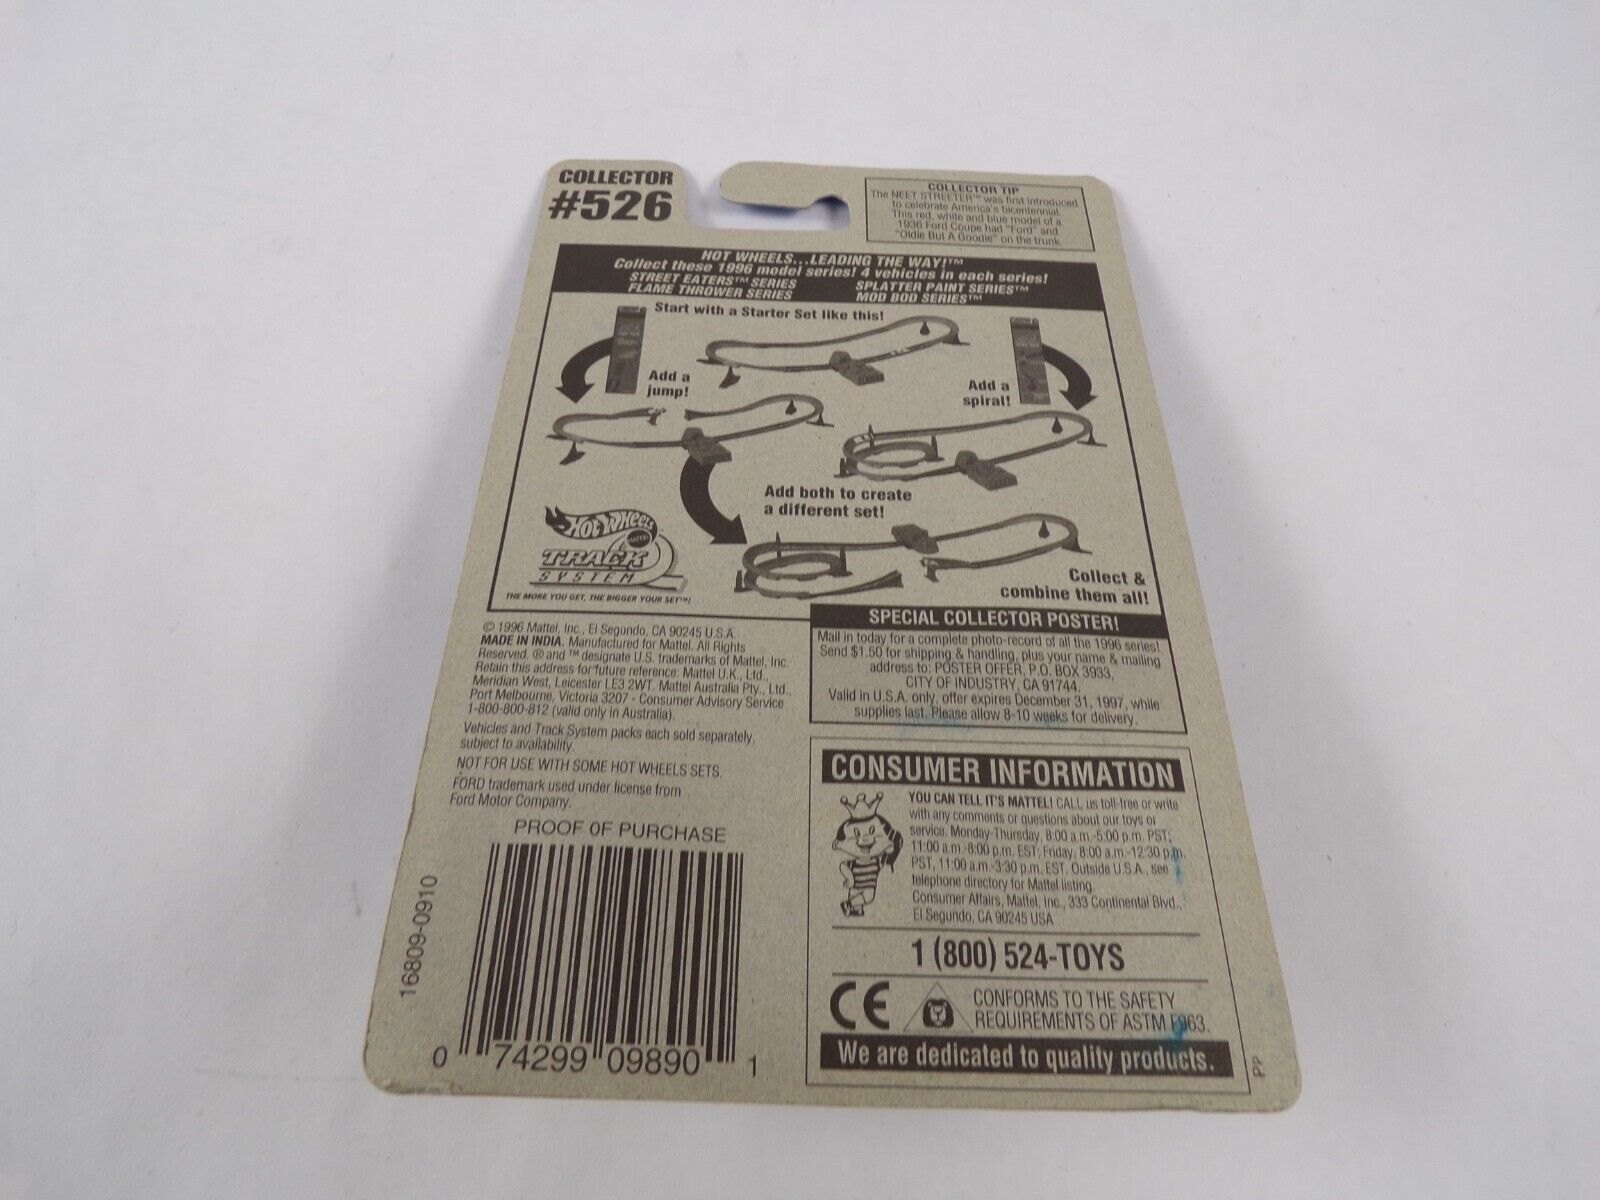 COLLECTOR
#526
COLLECTOR TIP
The NEET STREETER™ was first introduced
to celebrate America's bicentennial.
This red, white and blue model of a
1936 Ford Coupe had "Ford" and
"Oldie But A Goodie" on the trunk.
HOT WHEELS...LEADING THE WAY!™
Collect these 1996 model series! 4 vehicles in each series!
STREET EATERS™ SERIES
SPLATTER PAINT SERIES™
FLAME THROWER SERIES
MOD BOD SERIES™
Start with a Starter Set like this!
Add a
jump!
Add a
spiral!
Add both to create
a different set!
Collect &
combine them all!
HOT WHEELS
MATTEL
TRACK
SYSTEM
THE MORE YOU GET, THE BIGGER YOUR SET™!
© 1996 Mattel, Inc., El Segundo, CA 90245 U.S.A.
MADE IN INDIA. Manufactured for Mattel. All Rights
Reserved. ® and ™ designate U.S. trademarks of Mattel, Inc.
Retain this address for future reference: Mattel U.K., Ltd.,
Meridian West, Leicester LE3 2WT. Mattel Australia Pty., Ltd.,
Port Melbourne, Victoria 3207 - Consumer Advisory Service
1-800-800-812 (valid only in Australia).
Vehicles and Track System packs each sold separately,
subject to availability.
NOT FOR USE WITH SOME HOT WHEELS SETS.
FORD trademark used under license from
Ford Motor Company.
PROOF OF PURCHASE
0 74299 09890 1
16809-0910
SPECIAL COLLECTOR POSTER!
Mail in today for a complete photo-record of all the 1996 series!
Send $1.50 for shipping & handling, plus your name & mailing
address to: POSTER OFFER, P.O. BOX 3933,
CITY OF INDUSTRY, CA 91744.
Valid in U.S.A. only, offer expires December 31, 1997, while
supplies last. Please allow 8-10 weeks for delivery.
CONSUMER INFORMATION
YOU CAN TELL IT'S MATTEL! CALL us toll-free or write
with any comments or questions about our toys or
service. Monday-Thursday, 8:00 a.m.-5:00 p.m. PST;
11:00 a.m.-8:00 p.m. EST; Friday, 8:00 a.m.-12:30 p.m.
PST, 11:00 a.m.-3:30 p.m. EST. Outside U.S.A., see
telephone directory for Mattel listing.
Consumer Affairs, Mattel, Inc., 333 Continental Blvd.,
El Segundo, CA 90245 USA
1 (800) 524-TOYS
CE
CONFORMS TO THE SAFETY
REQUIREMENTS OF ASTM F963.
We are dedicated to quality products.
PP